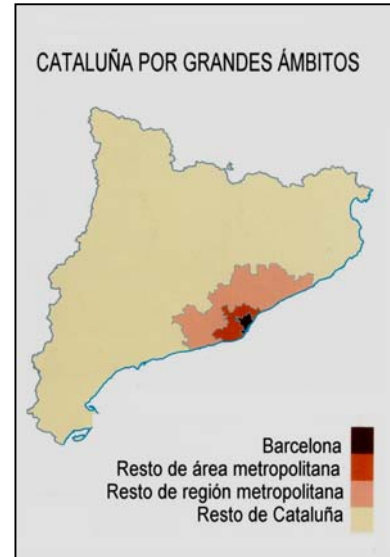 CATALUÑA POR GRANDES ÁMBITOS
Barcelona
Resto de área metropolitana
Resto de región metropolitana
Resto de Cataluña